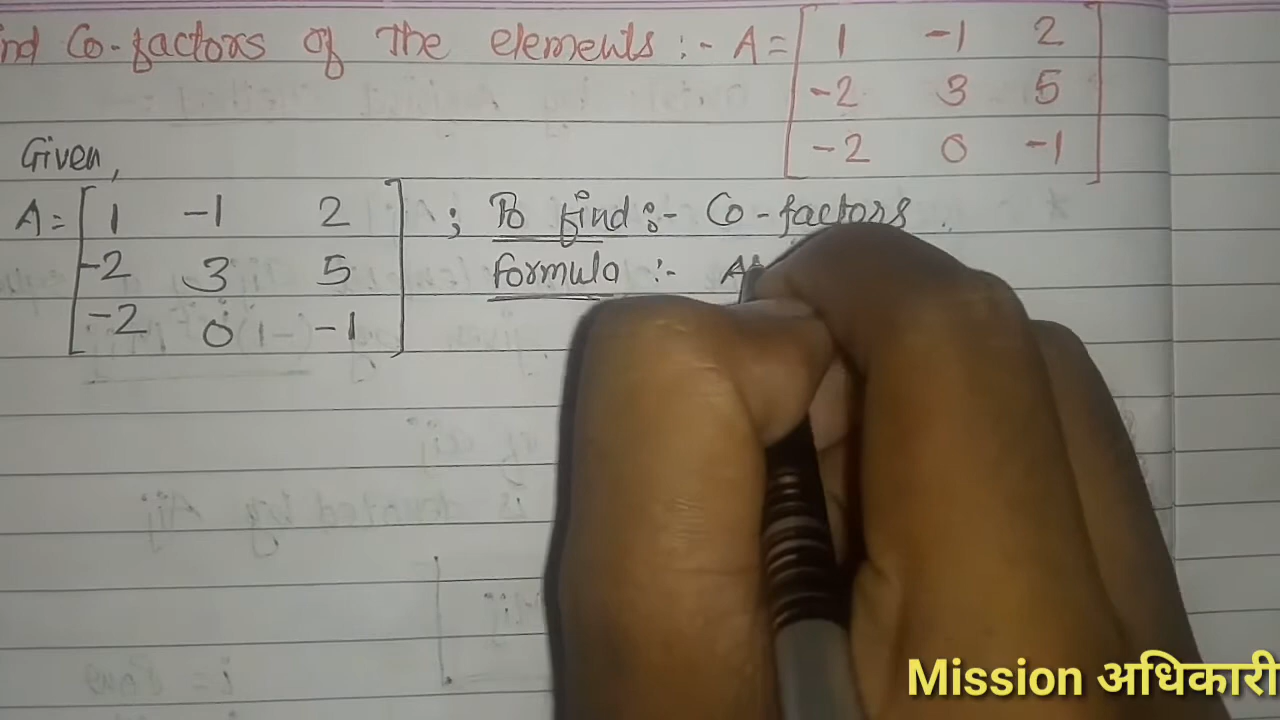 nd Co-factors of The elements :- A = [ 1 -1 2
-2 3 5
-2 0 -1 ]
Given,
A = [ 1 -1 2
-2 3 5
-2 0 -1 ] ; To find :- Co-factors .
formula :- A
Mission अधिकारी